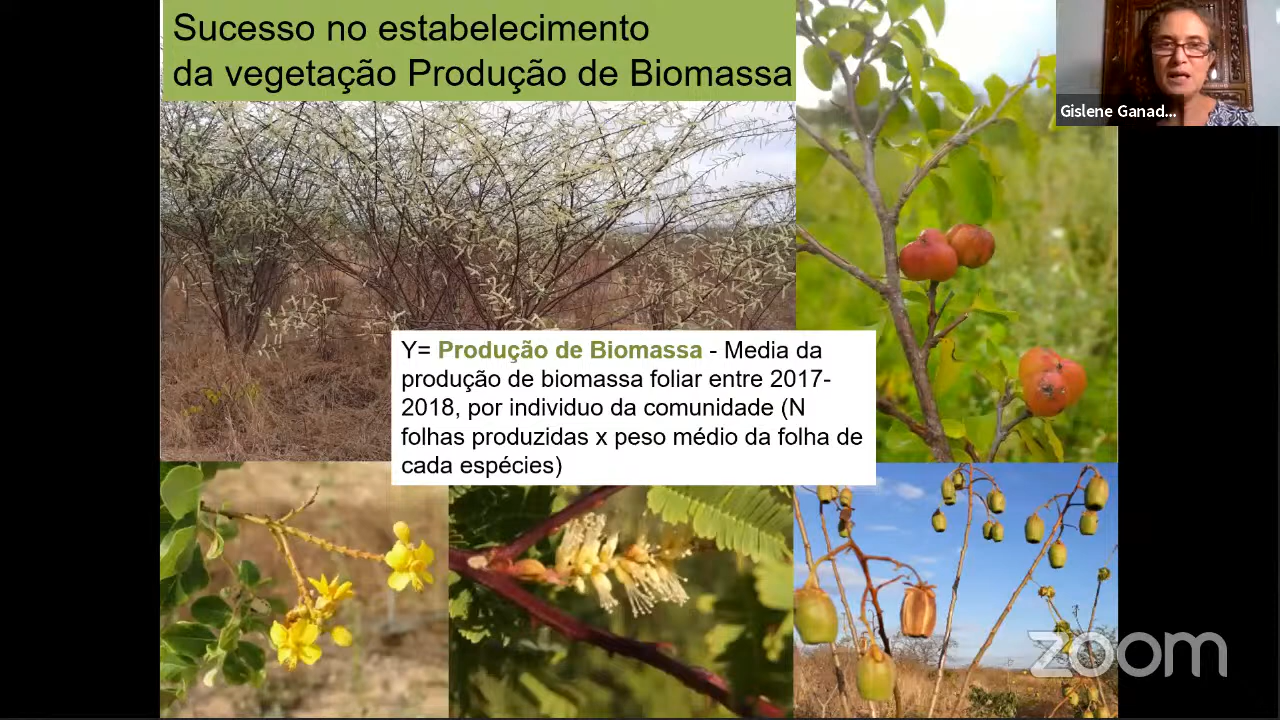 Sucesso no estabelecimento
da vegetação Produção de Biomassa
Gislene Ganad...
Y= Produção de Biomassa - Media da
produção de biomassa foliar entre 2017-
2018, por individuo da comunidade (N
folhas produzidas x peso médio da folha de
cada espécies)
zoom